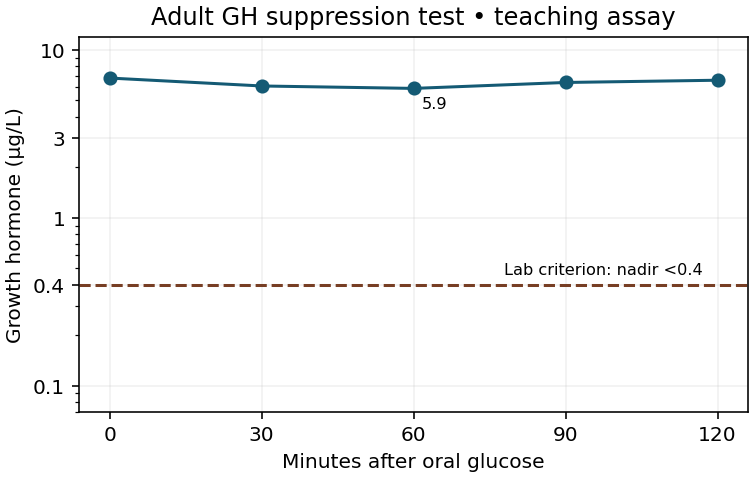 Adult GH suppression test • teaching assay
Growth hormone (µg/L)
10
3
1
0.4
0.1
5.9
Lab criterion: nadir <0.4
0
30
60
90
120
Minutes after oral glucose